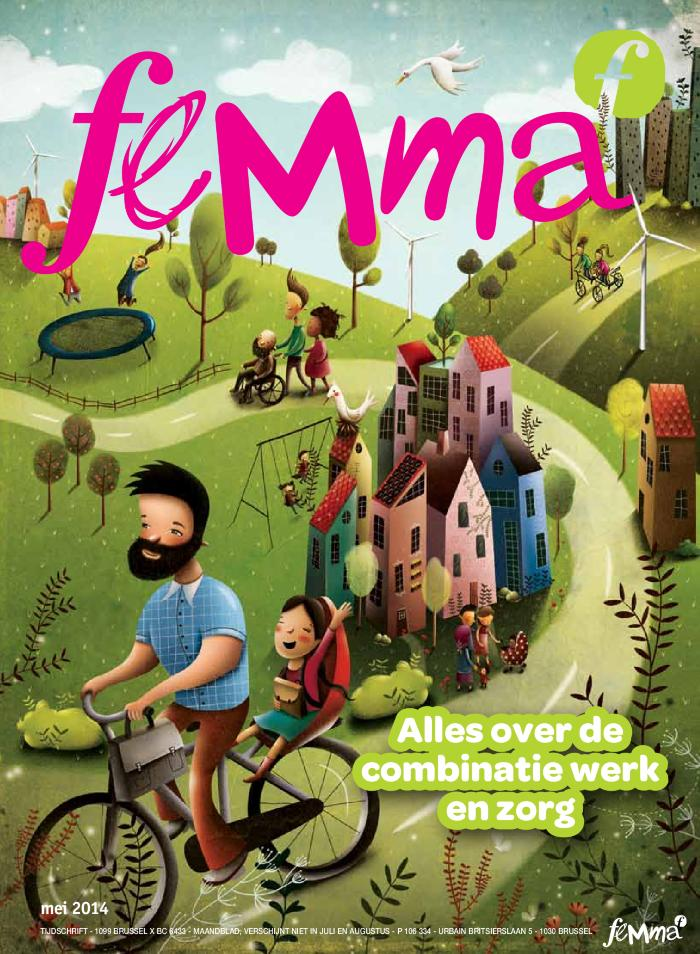 femma
f
Alles over de
combinatie werk
en zorg
mei 2014
TIJDSCHRIFT - 1099 BRUSSEL X BC 6433 - MAANDBLAD, VERSCHIJNT NIET IN JULI EN AUGUSTUS - P 106 334 - URBAIN BRITSIERSLAAN 5 - 1030 BRUSSEL
femma f